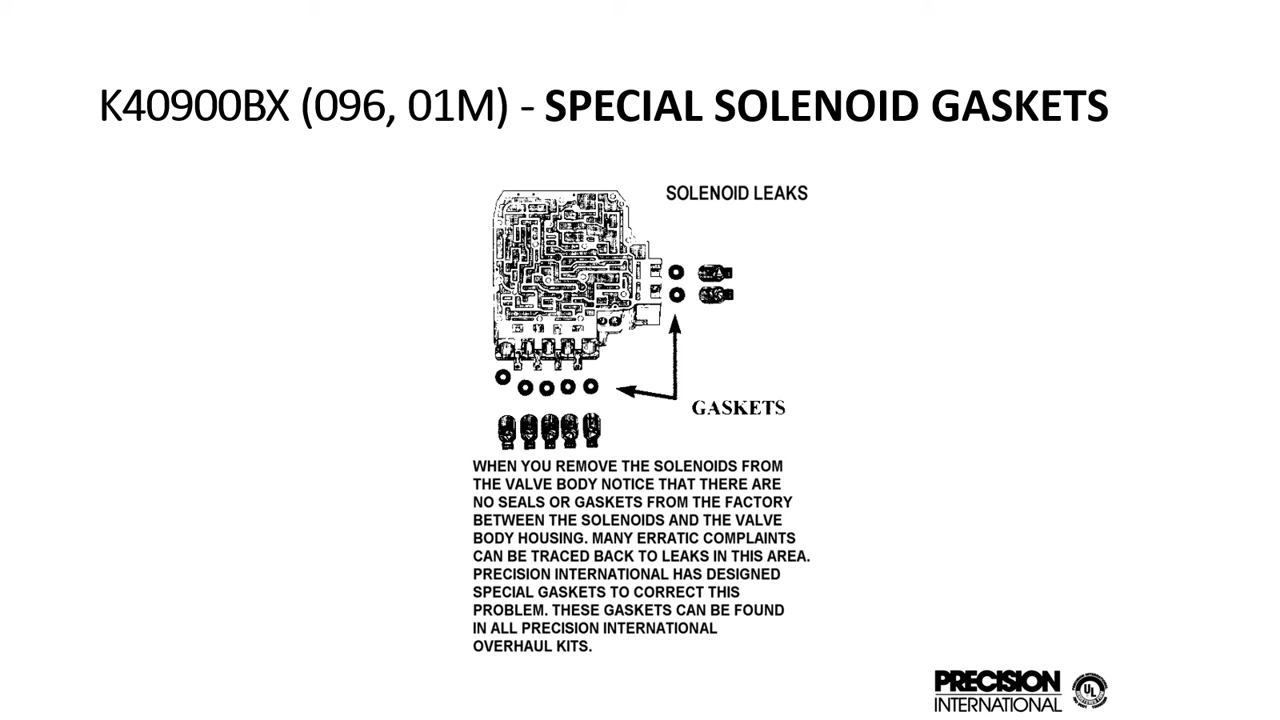 K40900BX (096, 01M) - SPECIAL SOLENOID GASKETS
SOLENOID LEAKS
GASKETS
WHEN YOU REMOVE THE SOLENOIDS FROM
THE VALVE BODY NOTICE THAT THERE ARE
NO SEALS OR GASKETS FROM THE FACTORY
BETWEEN THE SOLENOIDS AND THE VALVE
BODY HOUSING. MANY ERRATIC COMPLAINTS
CAN BE TRACED BACK TO LEAKS IN THIS AREA.
PRECISION INTERNATIONAL HAS DESIGNED
SPECIAL GASKETS TO CORRECT THIS
PROBLEM. THESE GASKETS CAN BE FOUND
IN ALL PRECISION INTERNATIONAL
OVERHAUL KITS.
PRECISION
INTERNATIONAL
UL